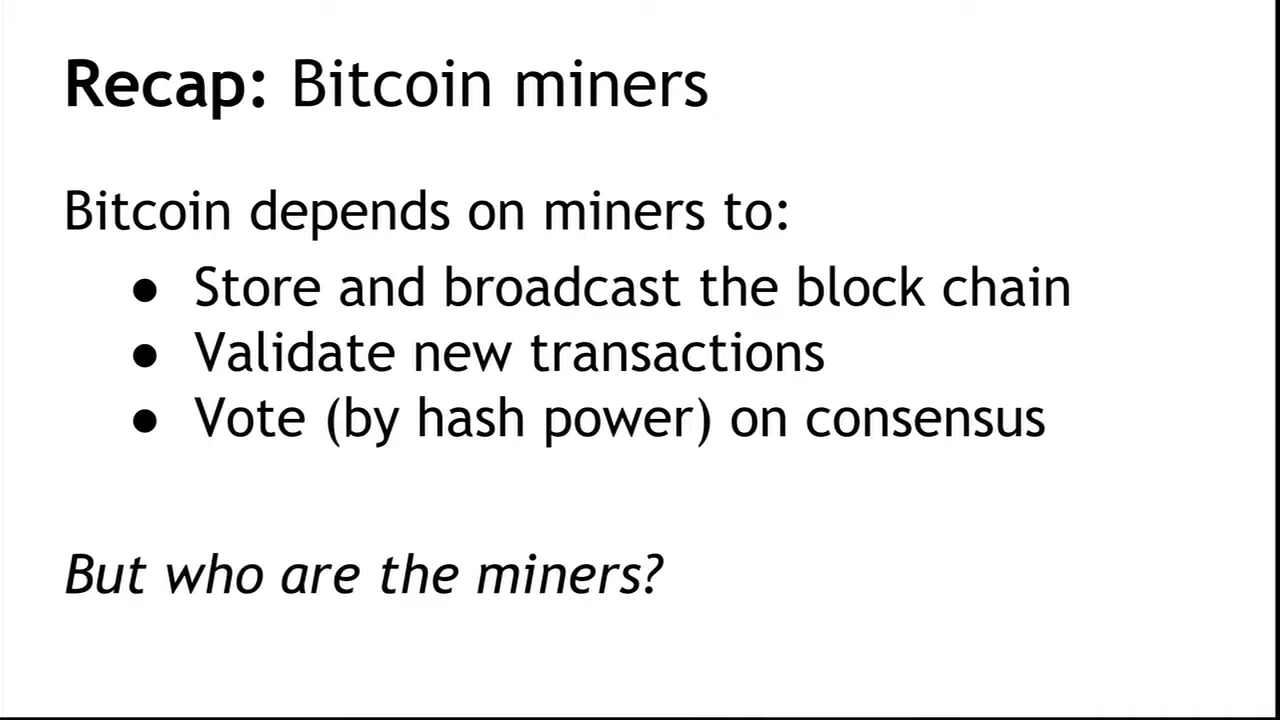 Recap: Bitcoin miners
Bitcoin depends on miners to:
● Store and broadcast the block chain
● Validate new transactions
● Vote (by hash power) on consensus
But who are the miners?